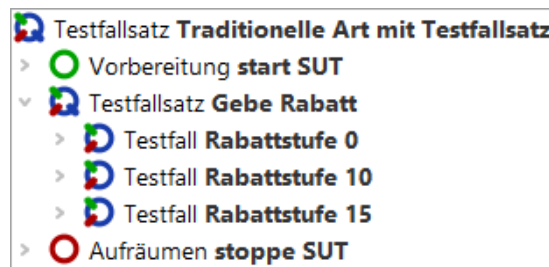 Testfallsatz Traditionelle Art mit Testfallsatz
Vorbereitung start SUT
Testfallsatz Gebe Rabatt
Testfall Rabattstufe 0
Testfall Rabattstufe 10
Testfall Rabattstufe 15
Aufräumen stoppe SUT